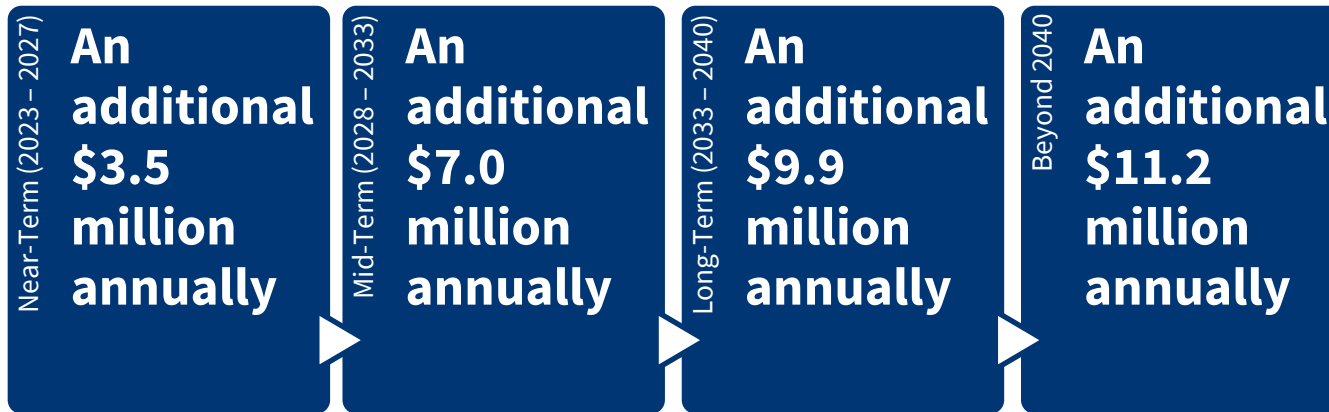 Near-Term (2023 – 2027)
An
additional
$3.5
million
annually
Mid-Term (2028 – 2033)
An
additional
$7.0
million
annually
Long-Term (2033 – 2040)
An
additional
$9.9
million
annually
Beyond 2040
An
additional
$11.2
million
annually